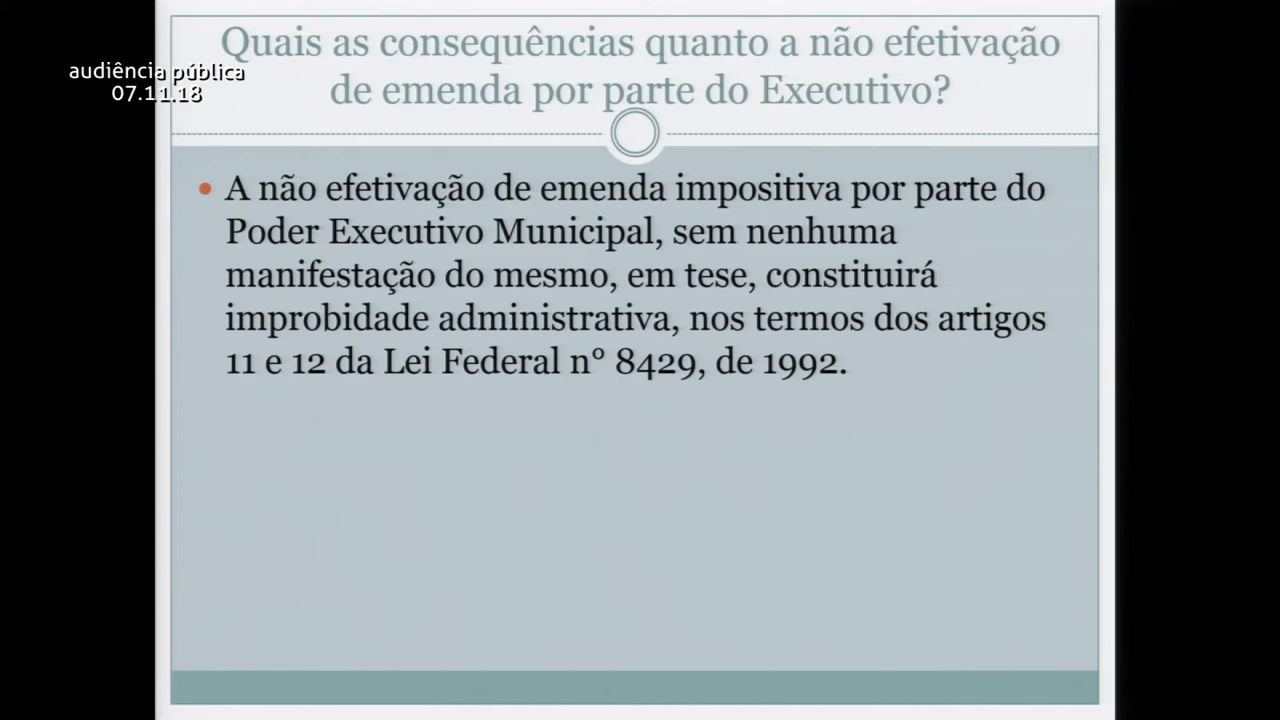 Quais as consequências quanto a não efetivação
de emenda por parte do Executivo?
audiência pública
07.11.18
• A não efetivação de emenda impositiva por parte do
Poder Executivo Municipal, sem nenhuma
manifestação do mesmo, em tese, constituirá
improbidade administrativa, nos termos dos artigos
11 e 12 da Lei Federal n° 8429, de 1992.